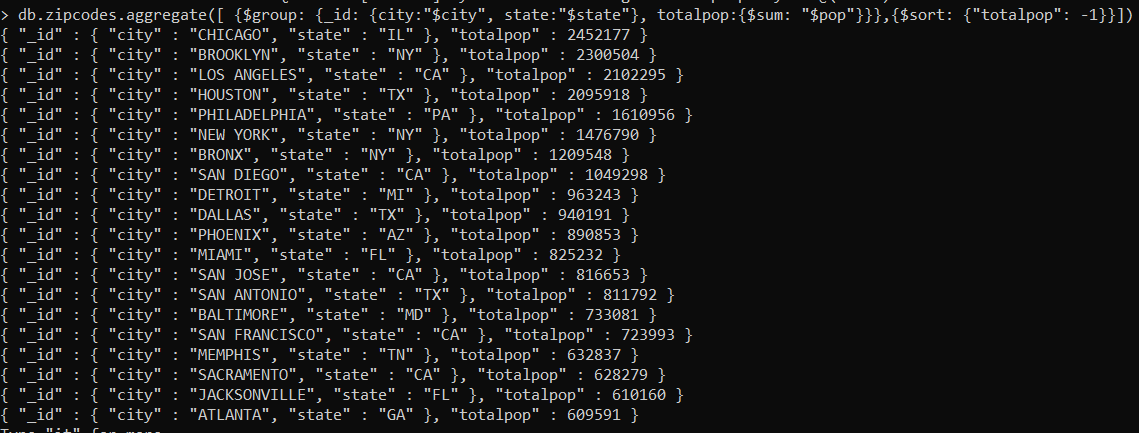 > db.zipcodes.aggregate([ {$group: {_id: {city:"$city", state:"$state"}, totalpop:{$sum: "$pop"}}},{$sort: {"totalpop": -1}}])
{ "_id" : { "city" : "CHICAGO", "state" : "IL" }, "totalpop" : 2452177 }
{ "_id" : { "city" : "BROOKLYN", "state" : "NY" }, "totalpop" : 2300504 }
{ "_id" : { "city" : "LOS ANGELES", "state" : "CA" }, "totalpop" : 2102295 }
{ "_id" : { "city" : "HOUSTON", "state" : "TX" }, "totalpop" : 2095918 }
{ "_id" : { "city" : "PHILADELPHIA", "state" : "PA" }, "totalpop" : 1610956 }
{ "_id" : { "city" : "NEW YORK", "state" : "NY" }, "totalpop" : 1476790 }
{ "_id" : { "city" : "BRONX", "state" : "NY" }, "totalpop" : 1209548 }
{ "_id" : { "city" : "SAN DIEGO", "state" : "CA" }, "totalpop" : 1049298 }
{ "_id" : { "city" : "DETROIT", "state" : "MI" }, "totalpop" : 963243 }
{ "_id" : { "city" : "DALLAS", "state" : "TX" }, "totalpop" : 940191 }
{ "_id" : { "city" : "PHOENIX", "state" : "AZ" }, "totalpop" : 890853 }
{ "_id" : { "city" : "MIAMI", "state" : "FL" }, "totalpop" : 825232 }
{ "_id" : { "city" : "SAN JOSE", "state" : "CA" }, "totalpop" : 816653 }
{ "_id" : { "city" : "SAN ANTONIO", "state" : "TX" }, "totalpop" : 811792 }
{ "_id" : { "city" : "BALTIMORE", "state" : "MD" }, "totalpop" : 733081 }
{ "_id" : { "city" : "SAN FRANCISCO", "state" : "CA" }, "totalpop" : 723993 }
{ "_id" : { "city" : "MEMPHIS", "state" : "TN" }, "totalpop" : 632837 }
{ "_id" : { "city" : "SACRAMENTO", "state" : "CA" }, "totalpop" : 628279 }
{ "_id" : { "city" : "JACKSONVILLE", "state" : "FL" }, "totalpop" : 610160 }
{ "_id" : { "city" : "ATLANTA", "state" : "GA" }, "totalpop" : 609591 }
Type "it" for more